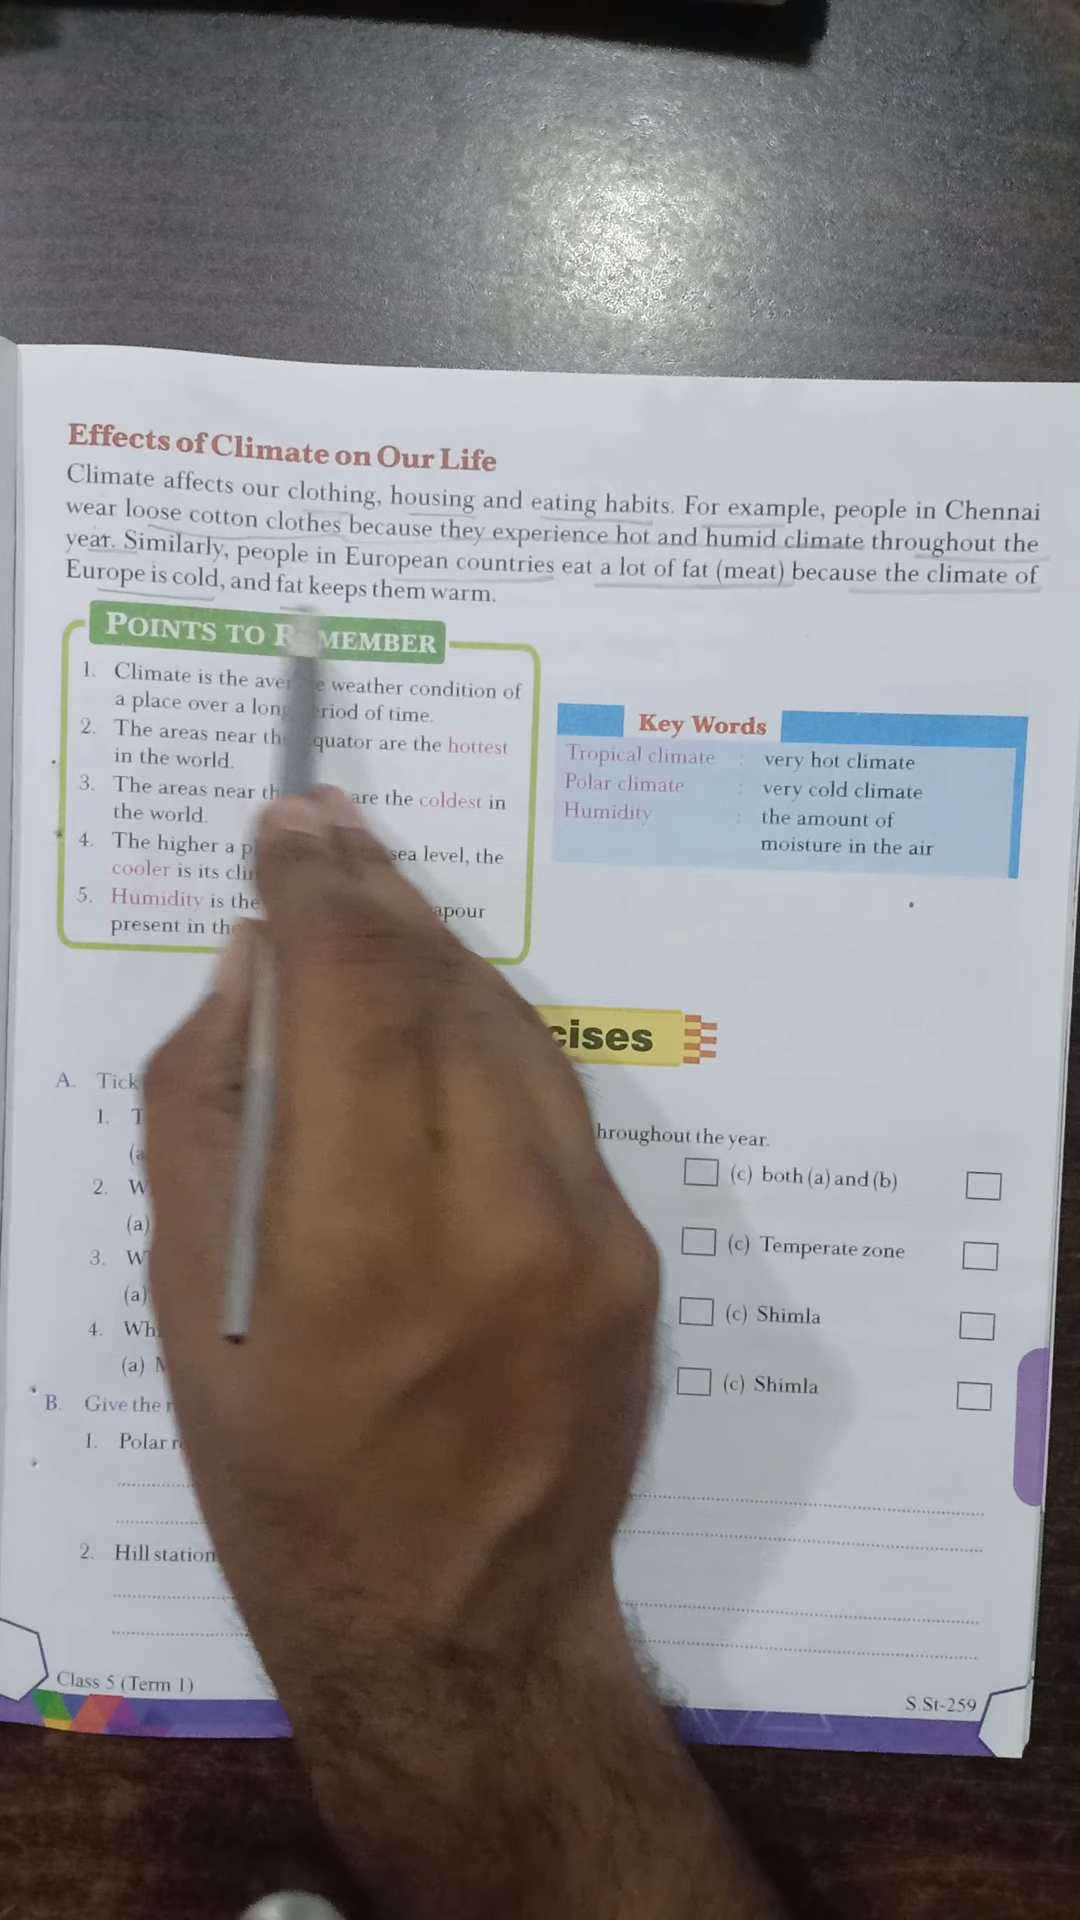 Effects of Climate on Our Life
Climate affects our clothing, housing and eating habits. For example, people in Chennai
wear loose cotton clothes because they experience hot and humid climate throughout the
year. Similarly, people in European countries eat a lot of fat (meat) because the climate of
Europe is cold, and fat keeps them warm.
POINTS TO REMEMBER
1. Climate is the weather condition of
a place over a long period of time.
2. The areas near the equator are the hottest
in the world.
3. The areas near are the coldest in
the world.
4. The higher a sea level, the
cooler is its
5. Humidity is the
present in
Key Words
Tropical climate : very hot climate
Polar climate : very cold climate
Humidity : the amount of
moisture in the air
A. Tick
1. throughout the year.
(c) both (a) and (b)
2.
(a) (c) Temperate zone
3.
(a) (c) Shimla
4.
(a) (c) Shimla
B. Give the
1. Polar
2. Hill station
Class 5 (Term 1)
S.St-259